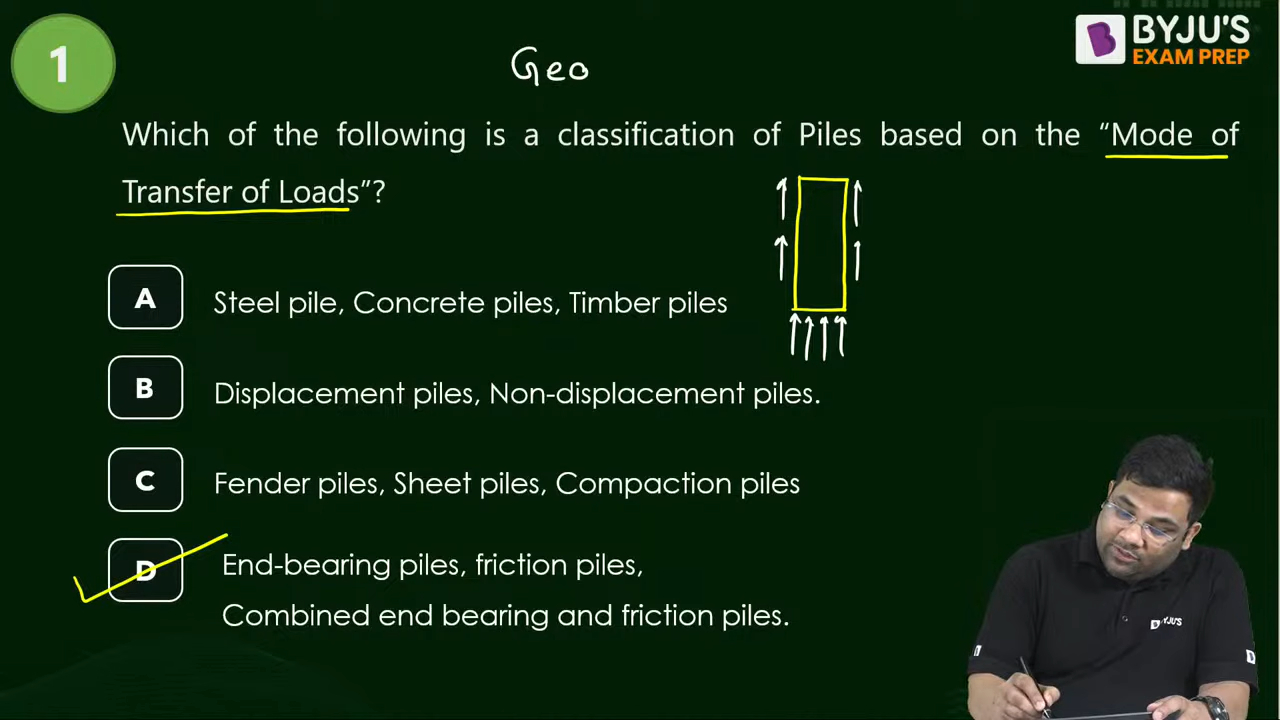 1
Geo
BYJU'S
EXAM PREP
Which of the following is a classification of Piles based on the “Mode of
Transfer of Loads”?
A
Steel pile, Concrete piles, Timber piles
B
Displacement piles, Non-displacement piles.
C
Fender piles, Sheet piles, Compaction piles
D
End-bearing piles, friction piles,
Combined end bearing and friction piles.
BYJU'S